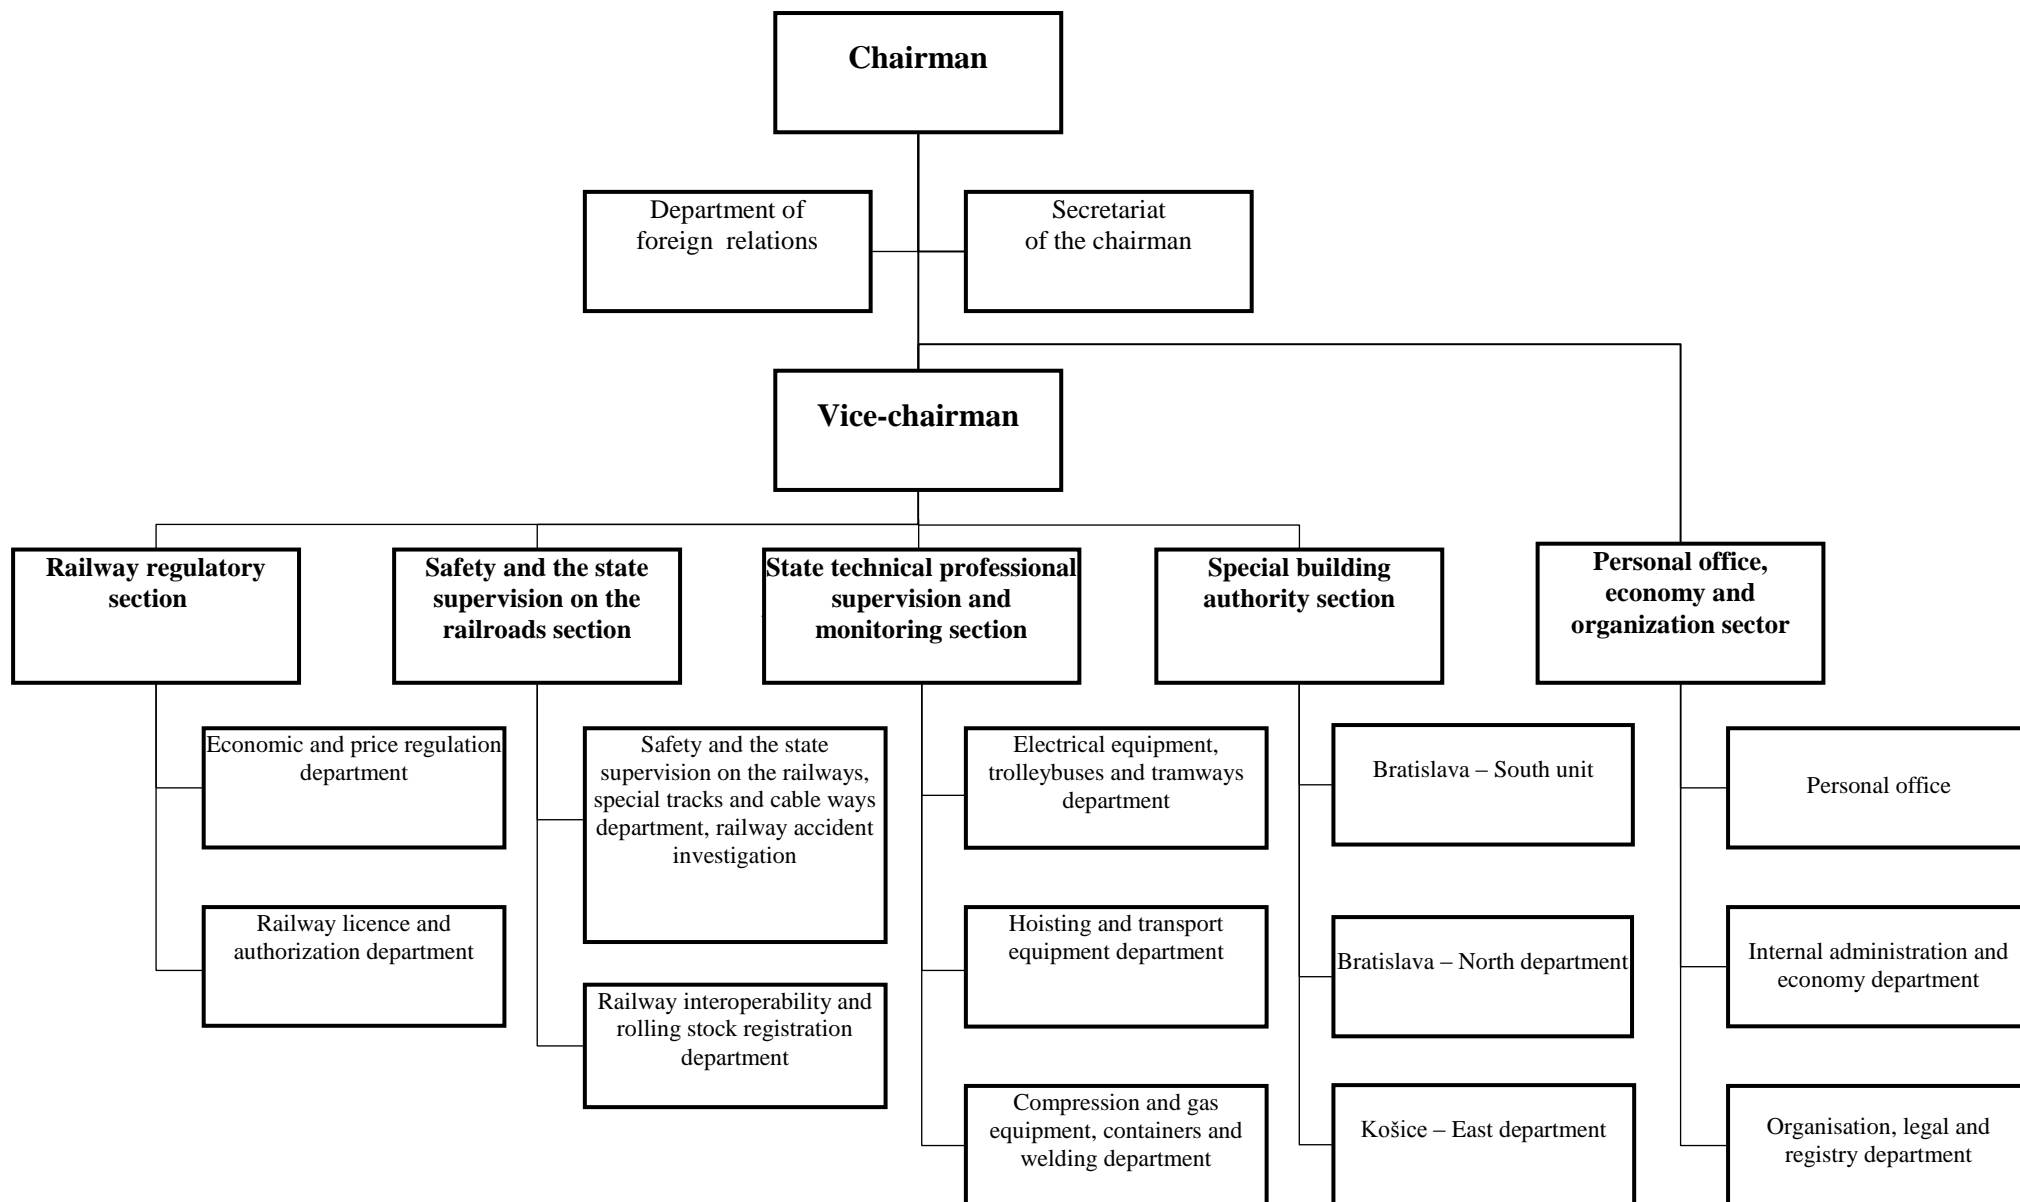 Chairman
Department of
foreign relations
Secretariat
of the chairman
Vice-chairman
Railway regulatory
section
Safety and the state
supervision on the
railroads section
State technical professional
supervision and
monitoring section
Special building
authority section
Personal office,
economy and
organization sector
Economic and price regulation
department
Railway licence and
authorization department
Safety and the state
supervision on the railways,
special tracks and cable ways
department, railway accident
investigation
Railway interoperability and
rolling stock registration
department
Electrical equipment,
trolleybuses and tramways
department
Hoisting and transport
equipment department
Compression and gas
equipment, containers and
welding department
Bratislava – South unit
Bratislava – North department
Košice – East department
Personal office
Internal administration and
economy department
Organisation, legal and
registry department